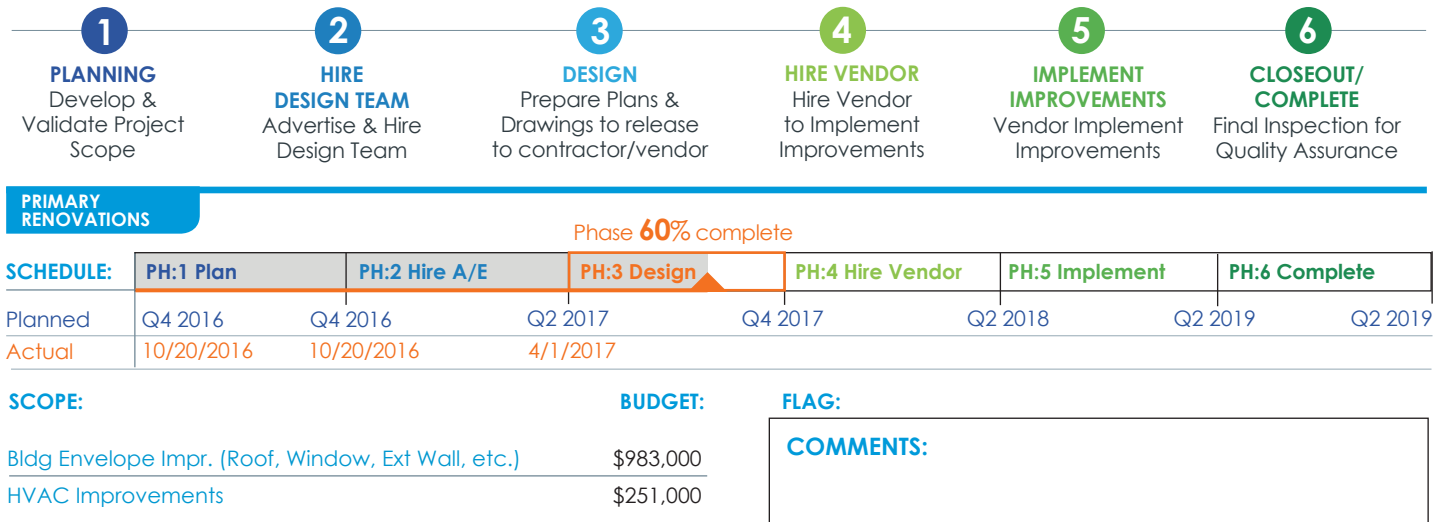 1 2 3 4 5 6
PLANNING
Develop &
Validate Project
Scope
HIRE
DESIGN TEAM
Advertise & Hire
Design Team
DESIGN
Prepare Plans &
Drawings to release
to contractor/vendor
HIRE VENDOR
Hire Vendor
to Implement
Improvements
IMPLEMENT
IMPROVEMENTS
Vendor Implement
Improvements
CLOSEOUT/
COMPLETE
Final Inspection for
Quality Assurance
PRIMARY
RENOVATIONS
Phase 60% complete
SCHEDULE: PH:1 Plan PH:2 Hire A/E PH:3 Design PH:4 Hire Vendor PH:5 Implement PH:6 Complete
Planned Q4 2016 Q4 2016 Q2 2017 Q4 2017 Q2 2018 Q2 2019 Q2 2019
Actual 10/20/2016 10/20/2016 4/1/2017
SCOPE: BUDGET:
Bldg Envelope Impr. (Roof, Window, Ext Wall, etc.) $983,000
HVAC Improvements $251,000
FLAG:
COMMENTS: